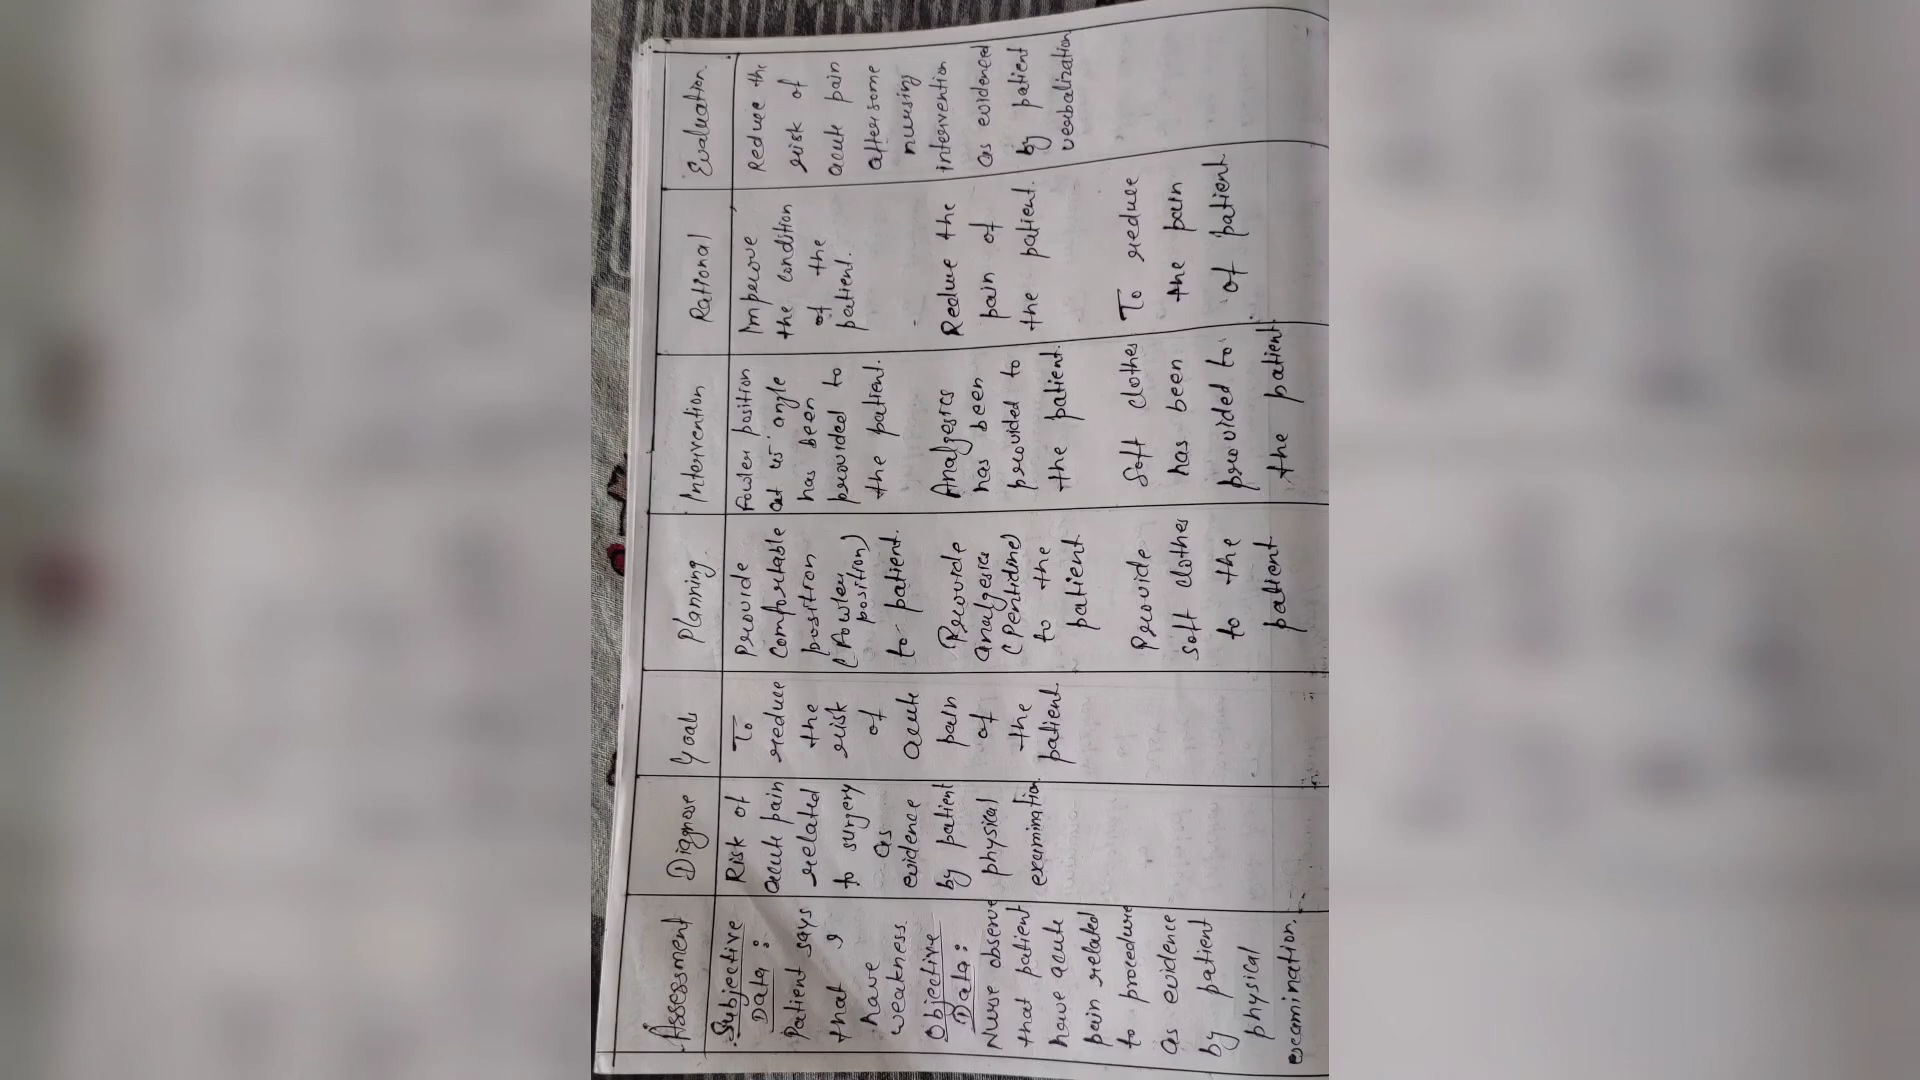 Assessment
Subjective
Data :
Patient says
that I
have
weakness.
Objective
Data :
Nurse observe
that patient
have acute
pain related
to procedure
as evidence
by patient
physical
examination.
Diagnose
Risk of
acute pain
related
to surgery
as
evidence
by patient
physical
examination.
Goals
To
reduce
the
risk
of
acute
pain
of
the
patient.
Planning.
Provide
Comfortable
position
(Fowler
position)
to patient.
Provide
analgesics
to the
patient
Provide
soft clothes
to the
patient
Intervention
Fowler position
at angle
has been
provided to
the patient.
Analgesics
has been
provided to
the patient.
Soft clothes
has been
provided to
the patient.
Rational
Improve
the condition
of the
patient.
Reduce the
pain of
the patient.
To reduce
the pain
of patient
Evaluation.
Reduce the
risk of
acute pain
after some
nursing
intervention
as evidenced
by patient
verbalization